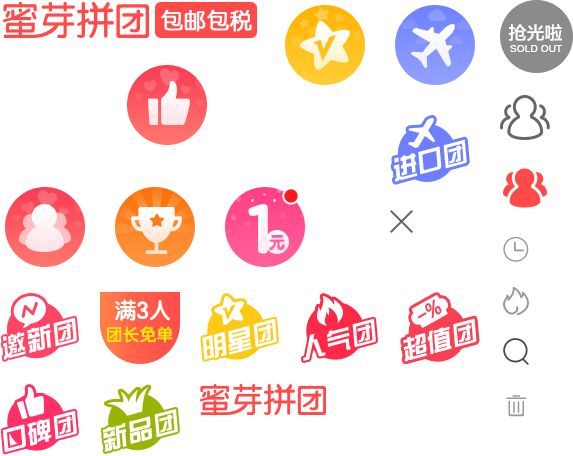 蜜芽拼团 包邮包税
抢光啦
SOLD OUT
进口团
1元
邀新团
满3人
团长免单
明星团
人气团
-%
超值团
口碑团
新品团
蜜芽拼团